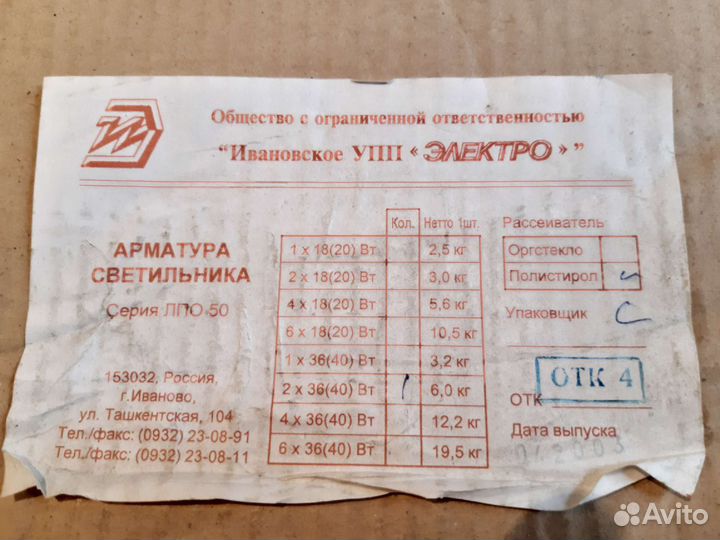 Общество с ограниченной ответственностью
"Ивановское УПП «ЭЛЕКТРО»"
АРМАТУРА
СВЕТИЛЬНИКА
Серия ЛПО 50
153032, Россия,
г.Иваново,
ул. Ташкентская, 104
Тел./факс: (0932) 23-08-91
Тел./факс: (0932) 23-08-11
Кол. Нетто 1шт.
1 x 18(20) Вт 2,5 кг
2 x 18(20) Вт 3,0 кг
4 x 18(20) Вт 5,6 кг
6 x 18(20) Вт 10,5 кг
1 x 36(40) Вт 3,2 кг
2 x 36(40) Вт 6,0 кг
4 x 36(40) Вт 12,2 кг
6 x 36(40) Вт 19,5 кг
Рассеиватель
Оргстекло
Полистирол
Упаковщик
ОТК ОТК 4
Дата выпуска
Avito